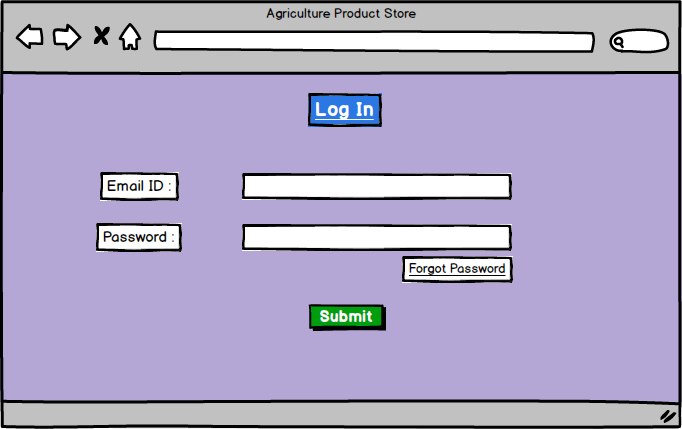 Agriculture Product Store
Log In
Email ID :
Password :
Forgot Password
Submit